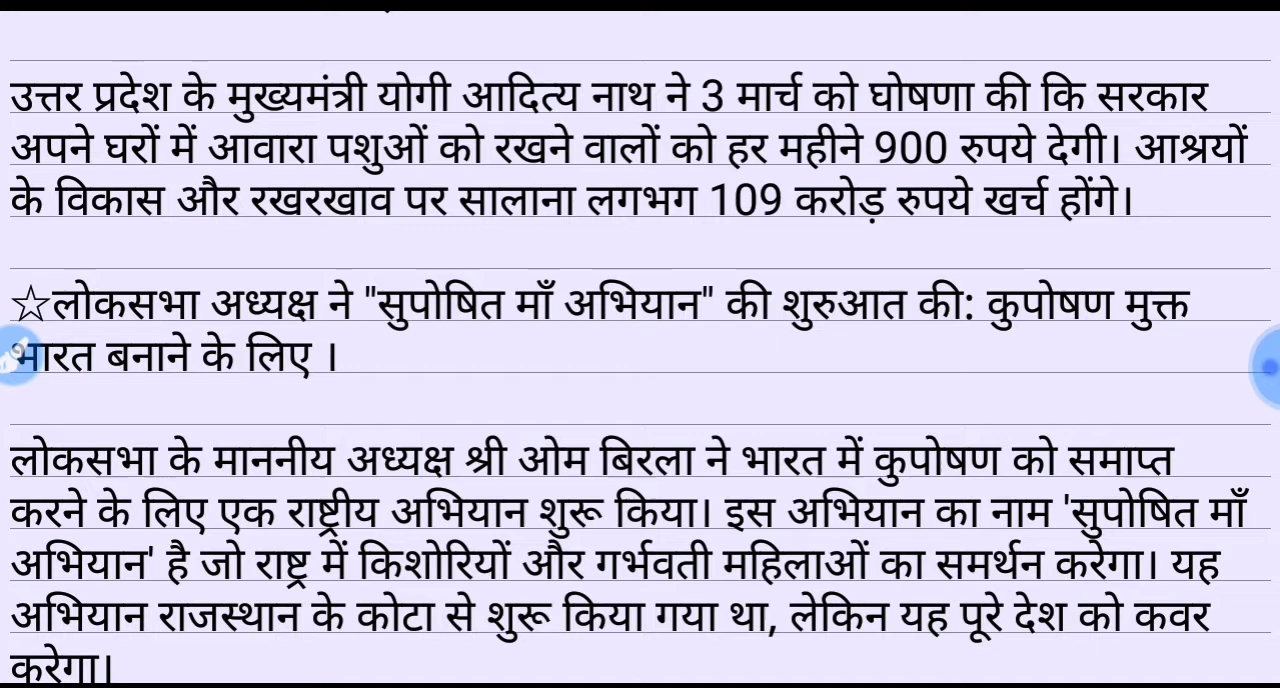 उत्तर प्रदेश के मुख्यमंत्री योगी आदित्य नाथ ने 3 मार्च को घोषणा की कि सरकार
अपने घरों में आवारा पशुओं को रखने वालों को हर महीने 900 रुपये देगी। आश्रयों
के विकास और रखरखाव पर सालाना लगभग 109 करोड़ रुपये खर्च होंगे।
☆लोकसभा अध्यक्ष ने "सुपोषित माँ अभियान" की शुरुआत की: कुपोषण मुक्त
भारत बनाने के लिए ।
लोकसभा के माननीय अध्यक्ष श्री ओम बिरला ने भारत में कुपोषण को समाप्त
करने के लिए एक राष्ट्रीय अभियान शुरू किया। इस अभियान का नाम 'सुपोषित माँ
अभियान' है जो राष्ट्र में किशोरियों और गर्भवती महिलाओं का समर्थन करेगा। यह
अभियान राजस्थान के कोटा से शुरू किया गया था, लेकिन यह पूरे देश को कवर
करेगा।